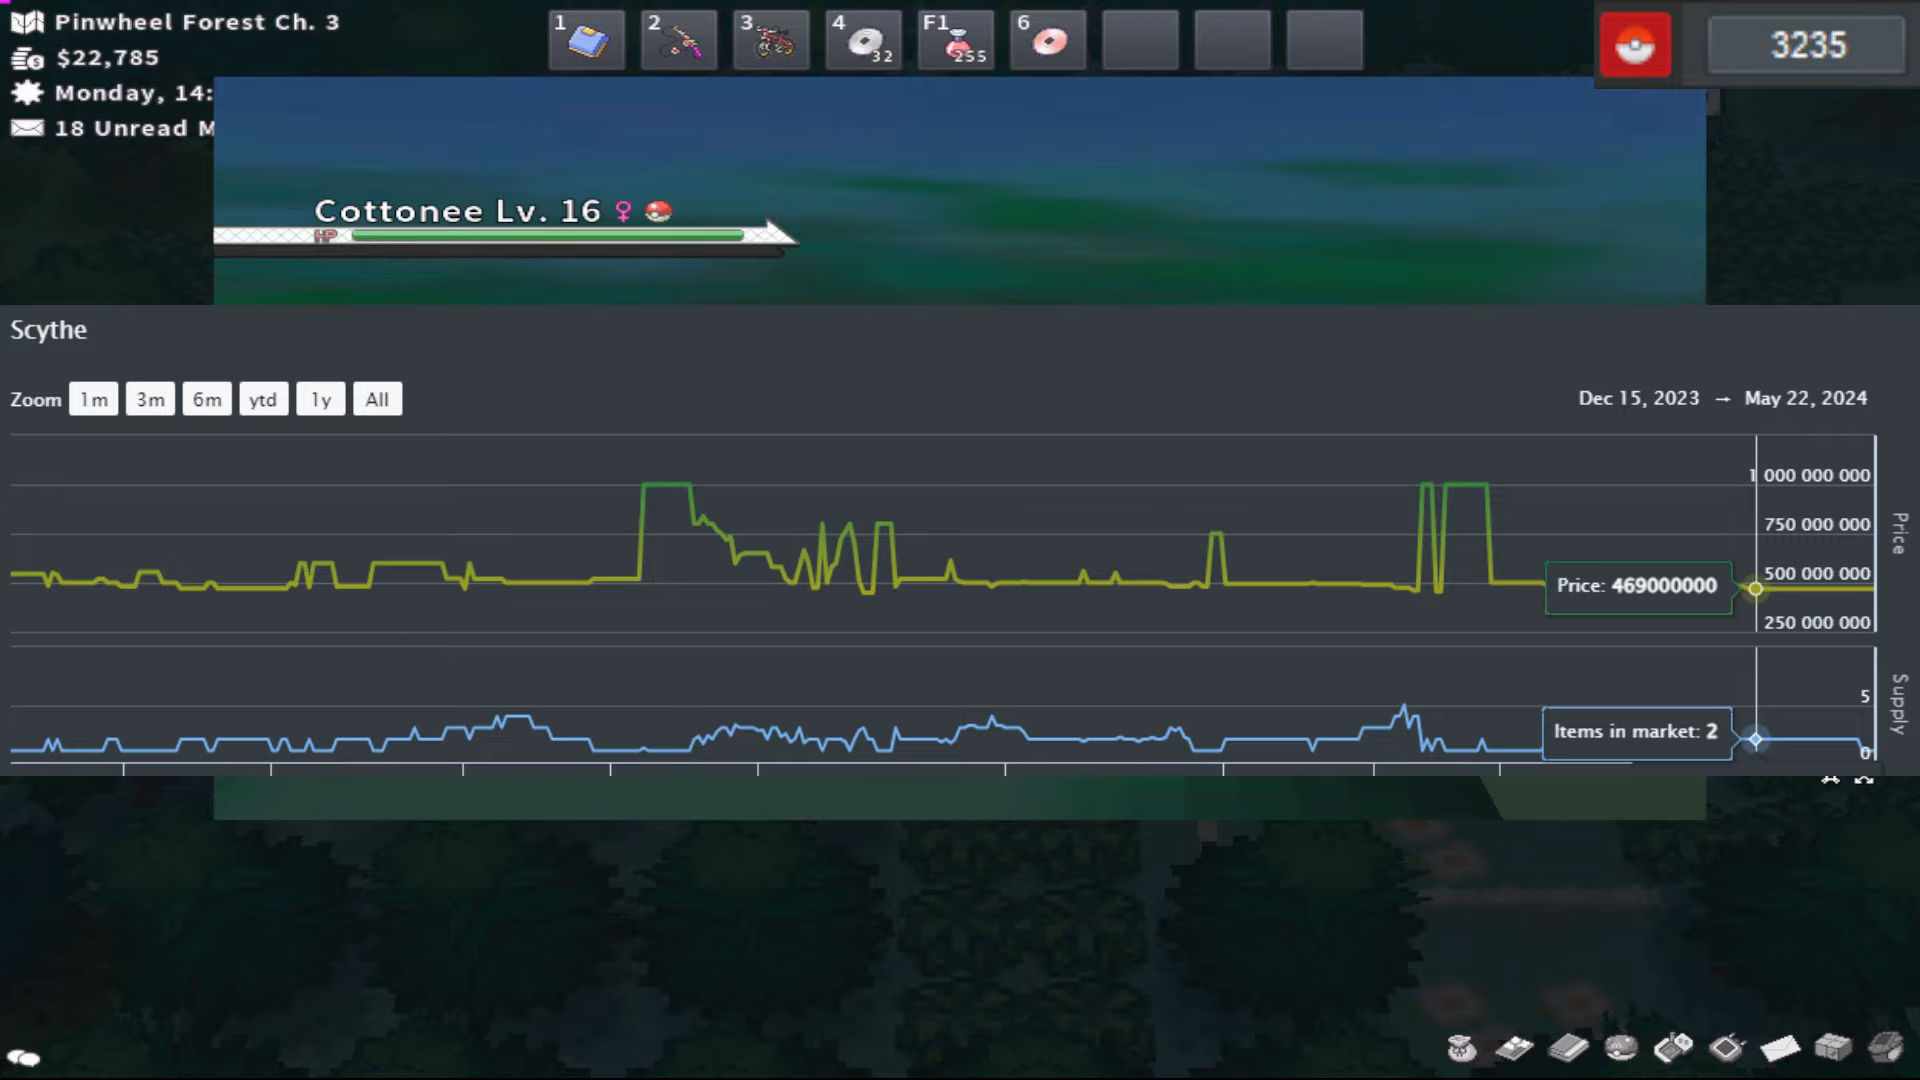 Pinwheel Forest Ch. 3
$22,785
Monday, 14:
18 Unread M
1
2
3
4
32
F1
255
6
3235
Cottonee Lv. 16 ♀
HP
Scythe
Zoom 1m 3m 6m ytd 1y All
Dec 15, 2023 → May 22, 2024
1 000 000 000
750 000 000
500 000 000
250 000 000
Price
Price: 469000000
5
0
Supply
Items in market: 2